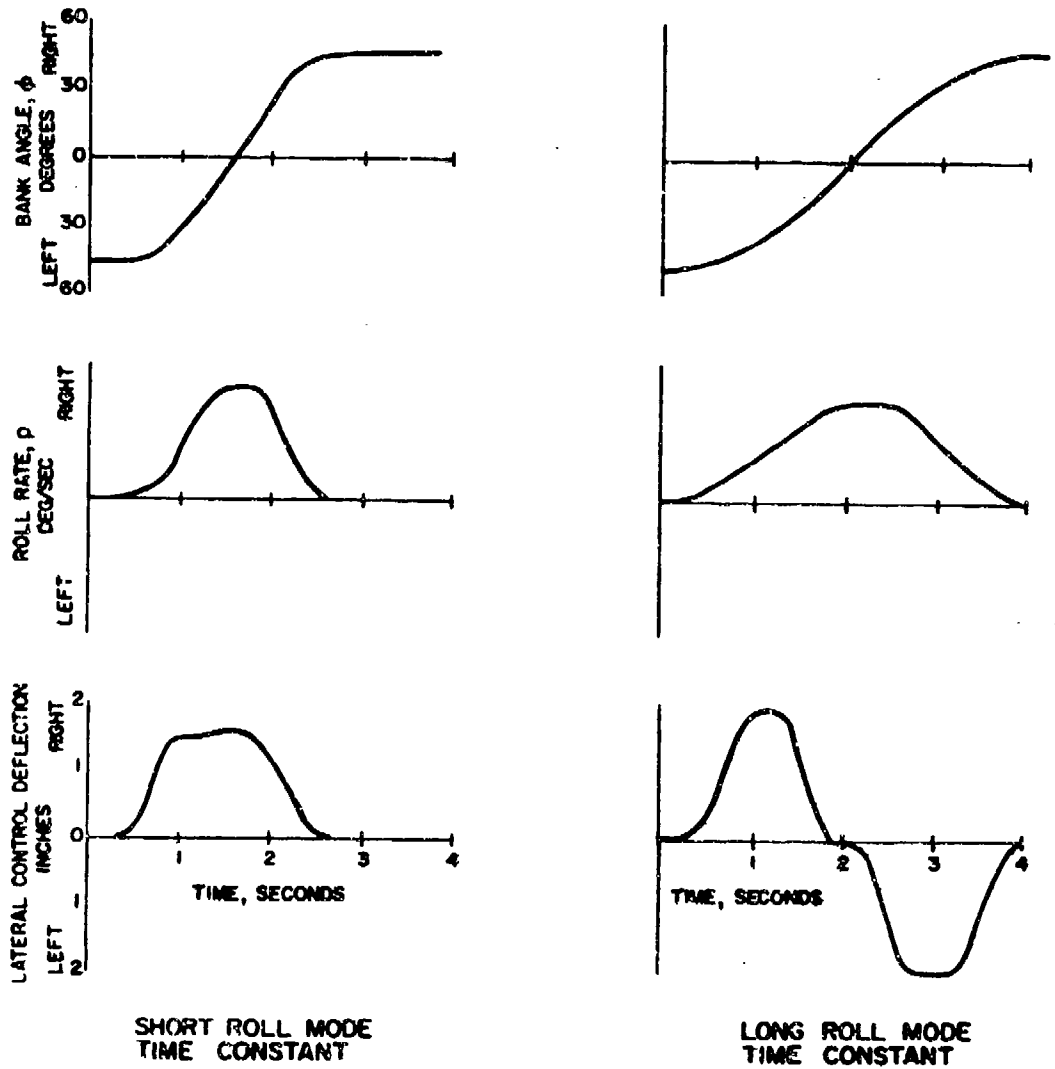 60
RIGHT
30
BANK ANGLE, ϕ
DEGREES
0
30
LEFT
60
RIGHT
ROLL RATE, p
DEG/SEC
LEFT
LATERAL CONTROL DEFLECTION
INCHES
2
RIGHT
1
0
1
LEFT
2
1 2 3 4
TIME, SECONDS
1 2 3 4
TIME, SECONDS
SHORT ROLL MODE
TIME CONSTANT
LONG ROLL MODE
TIME CONSTANT